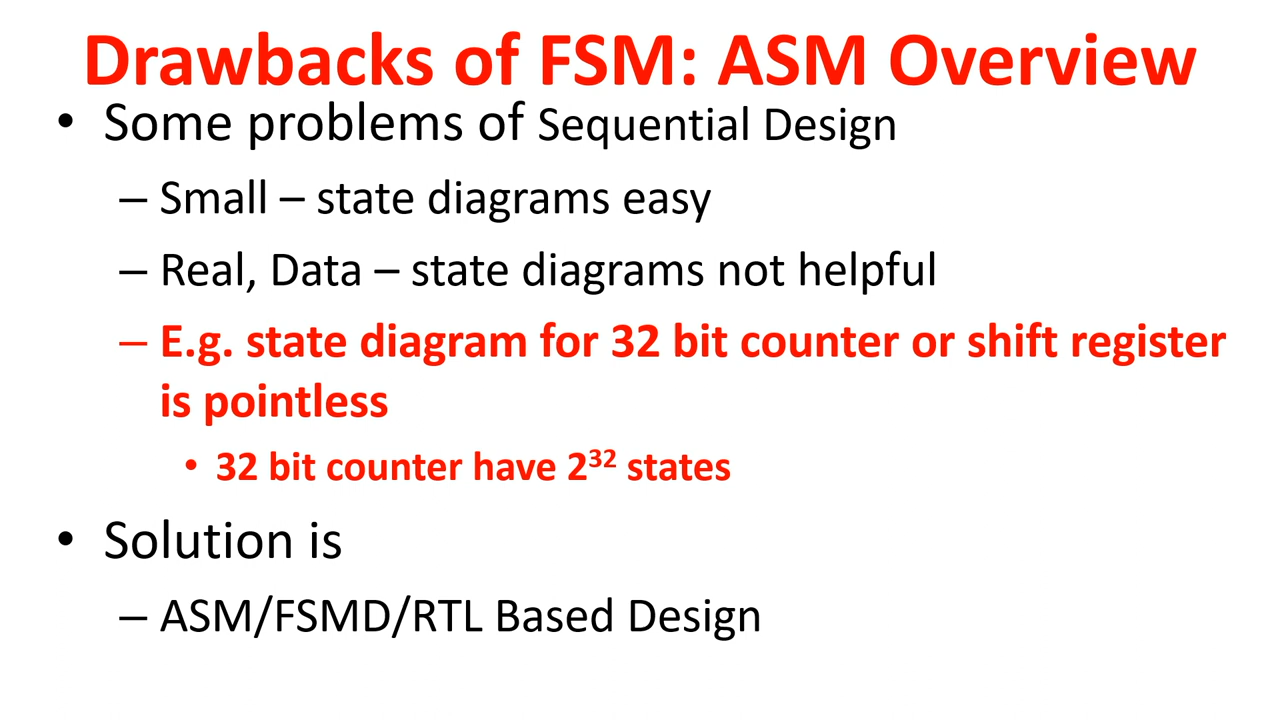 Drawbacks of FSM: ASM Overview
• Some problems of Sequential Design
– Small – state diagrams easy
– Real, Data – state diagrams not helpful
– E.g. state diagram for 32 bit counter or shift register
is pointless
• 32 bit counter have 2³² states
• Solution is
– ASM/FSMD/RTL Based Design